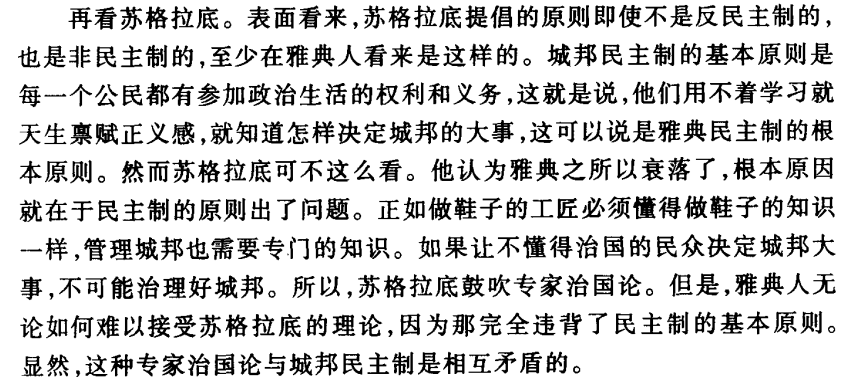 再看苏格拉底。表面看来,苏格拉底提倡的原则即使不是反民主制的,
也是非民主制的,至少在雅典人看来是这样的。城邦民主制的基本原则是
每一个公民都有参加政治生活的权利和义务,这就是说,他们用不着学习就
天生禀赋正义感,就知道怎样决定城邦的大事,这可以说是雅典民主制的根
本原则。然而苏格拉底可不这么看。他认为雅典之所以衰落了,根本原因
就在于民主制的原则出了问题。正如做鞋子的工匠必须懂得做鞋子的知识
一样,管理城邦也需要专门的知识。如果让不懂得治国的民众决定城邦大
事,不可能治理好城邦。所以,苏格拉底鼓吹专家治国论。但是,雅典人无
论如何难以接受苏格拉底的理论,因为那完全违背了民主制的基本原则。
显然,这种专家治国论与城邦民主制是相互矛盾的。